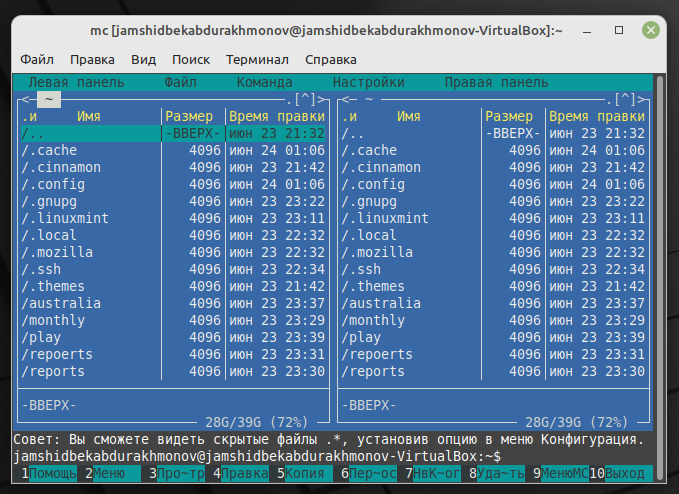 mc [jamshidbekabdurakhmonov@jamshidbekabdurakhmonov-VirtualBox]:~
Файл Правка Вид Поиск Терминал Справка
Левая панель Файл Команда Настройки Правая панель
<─ ~ .[^]> <─ ~ .[^]>
.и Имя Размер Время правки .и Имя Размер Время правки
/.. -ВВЕРХ- июн 23 21:32 /.. -ВВЕРХ- июн 23 21:32
/.cache 4096 июн 24 01:06 /.cache 4096 июн 24 01:06
/.cinnamon 4096 июн 23 21:42 /.cinnamon 4096 июн 23 21:42
/.config 4096 июн 24 01:06 /.config 4096 июн 24 01:06
/.gnupg 4096 июн 23 23:22 /.gnupg 4096 июн 23 23:22
/.linuxmint 4096 июн 23 23:11 /.linuxmint 4096 июн 23 23:11
/.local 4096 июн 23 22:32 /.local 4096 июн 23 22:32
/.mozilla 4096 июн 23 22:32 /.mozilla 4096 июн 23 22:32
/.ssh 4096 июн 23 22:34 /.ssh 4096 июн 23 22:34
/.themes 4096 июн 23 21:42 /.themes 4096 июн 23 21:42
/australia 4096 июн 23 23:37 /australia 4096 июн 23 23:37
/monthly 4096 июн 23 23:29 /monthly 4096 июн 23 23:29
/play 4096 июн 23 23:39 /play 4096 июн 23 23:39
/repoerts 4096 июн 23 23:31 /repoerts 4096 июн 23 23:31
/reports 4096 июн 23 23:30 /reports 4096 июн 23 23:30
-ВВЕРХ- -ВВЕРХ-
28G/39G (72%) 28G/39G (72%)
Совет: Вы сможете видеть скрытые файлы .*, установив опцию в меню Конфигурация.
jamshidbekabdurakhmonov@jamshidbekabdurakhmonov-VirtualBox:~$
1Помощь 2Меню 3Про~тр 4Правка 5Копия 6Пер~ос 7НвК~ог 8Уда~ть 9МенюМС 10Выход